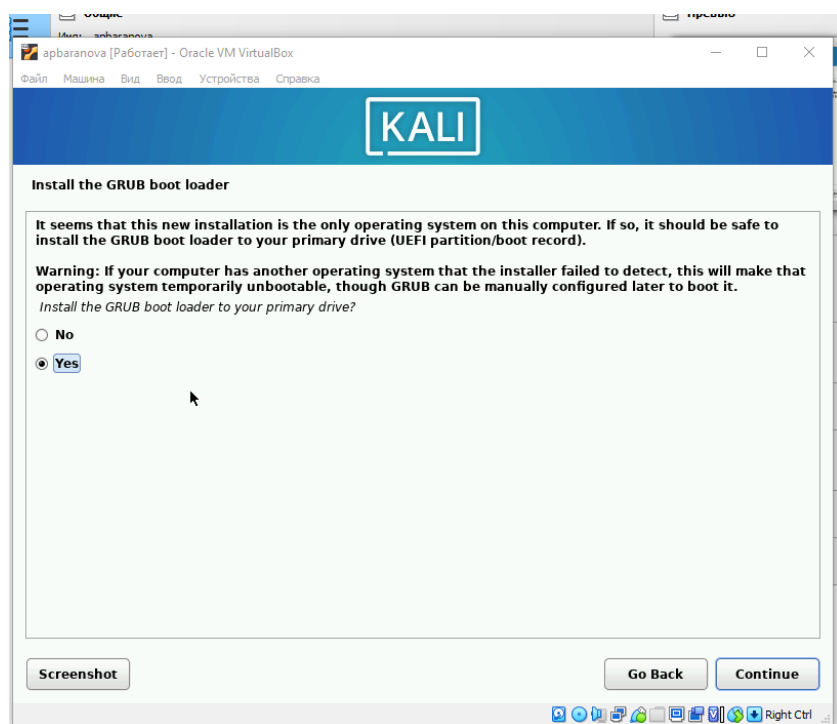 apbaranova [Работает] - Oracle VM VirtualBox
Файл Машина Вид Ввод Устройства Справка
KALI
Install the GRUB boot loader
It seems that this new installation is the only operating system on this computer. If so, it should be safe to
install the GRUB boot loader to your primary drive (UEFI partition/boot record).
Warning: If your computer has another operating system that the installer failed to detect, this will make that
operating system temporarily unbootable, though GRUB can be manually configured later to boot it.
Install the GRUB boot loader to your primary drive?
No
Yes
Screenshot
Go Back
Continue
Right Ctrl